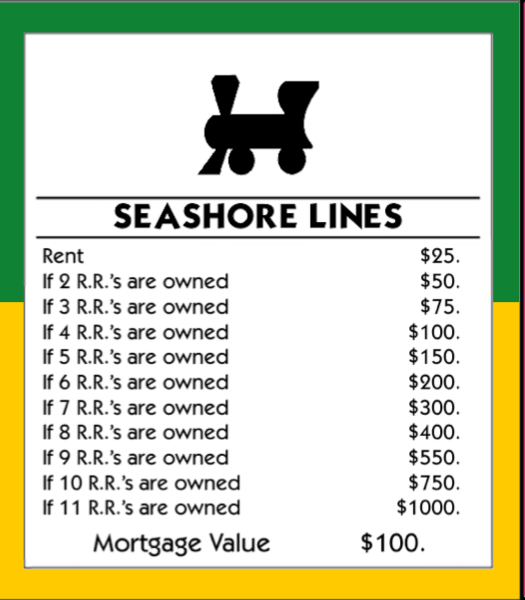 SEASHORE LINES
Rent $25.
If 2 R.R.'s are owned $50.
If 3 R.R.'s are owned $75.
If 4 R.R.'s are owned $100.
If 5 R.R.'s are owned $150.
If 6 R.R.'s are owned $200.
If 7 R.R.'s are owned $300.
If 8 R.R.'s are owned $400.
If 9 R.R.'s are owned $550.
If 10 R.R.'s are owned $750.
If 11 R.R.'s are owned $1000.
Mortgage Value $100.